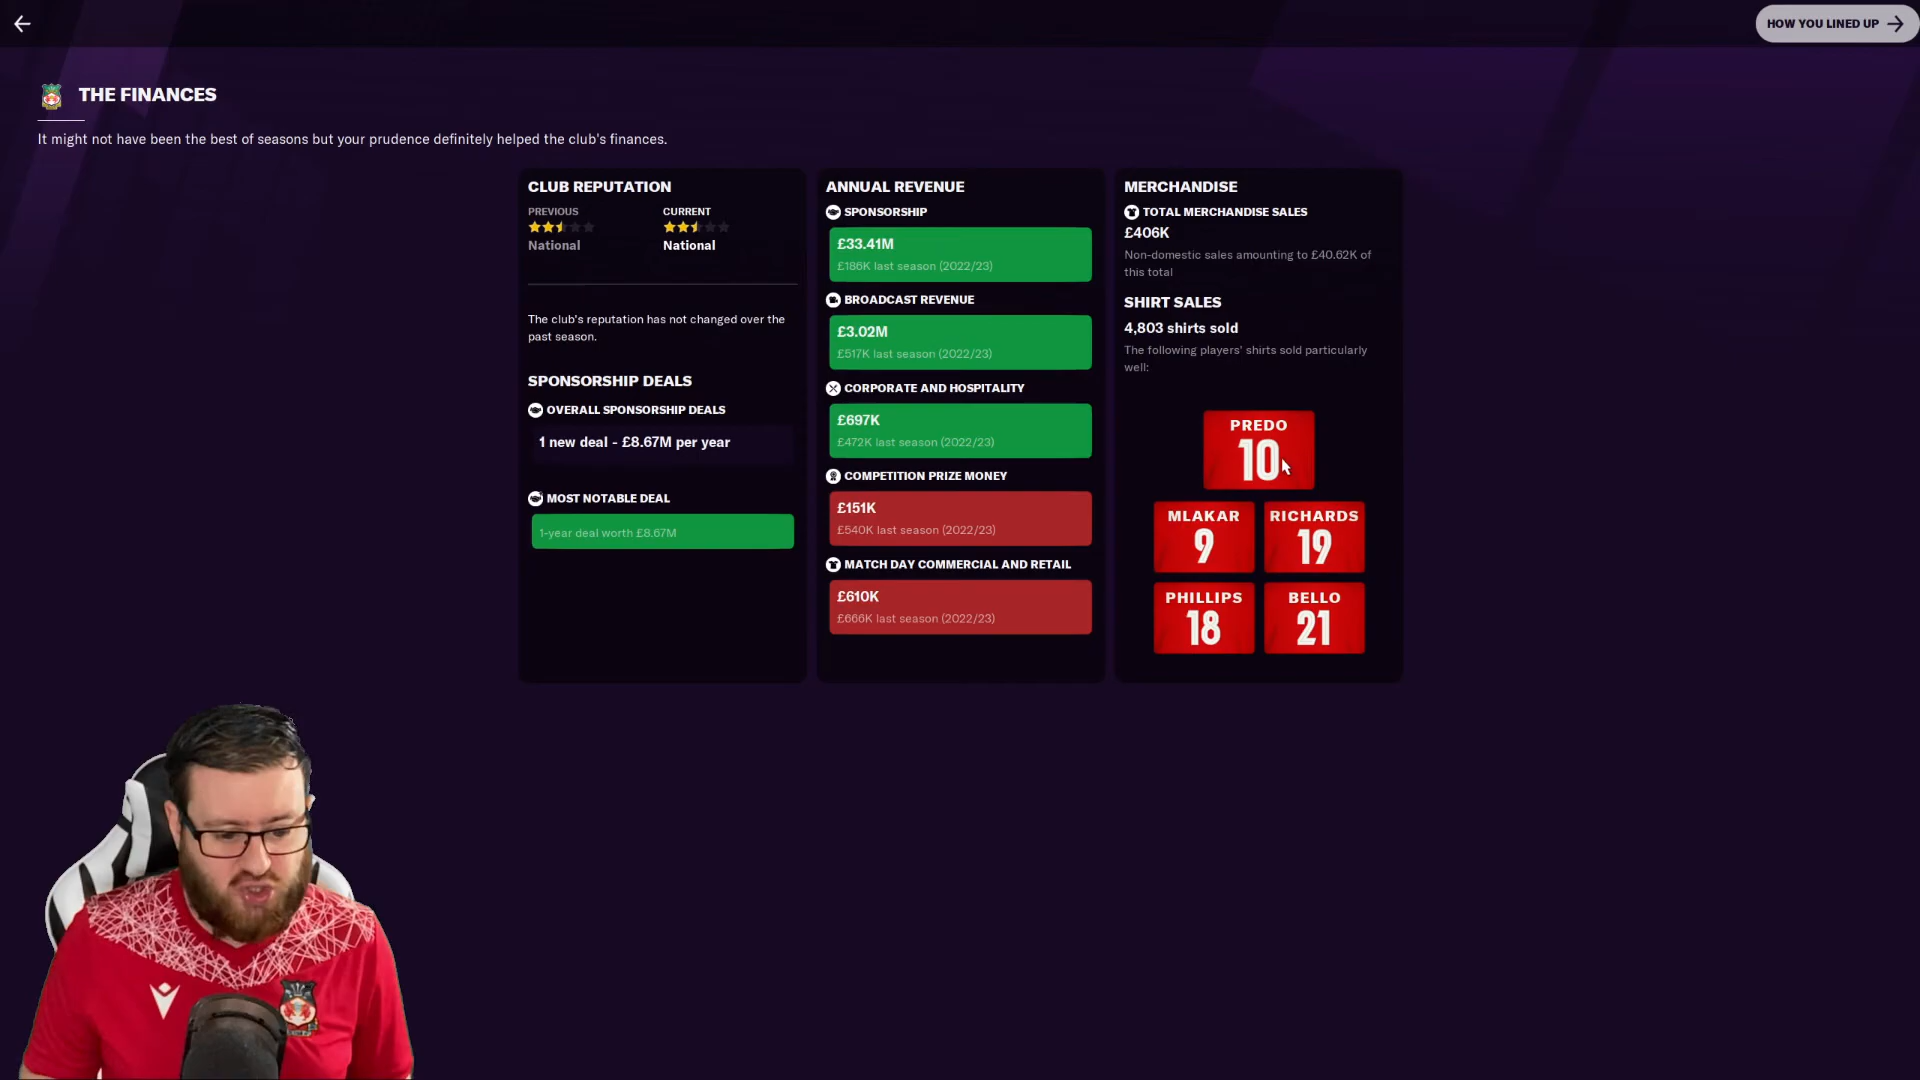 HOW YOU LINED UP
THE FINANCES
It might not have been the best of seasons but your prudence definitely helped the club's finances.
CLUB REPUTATION
PREVIOUS
National
CURRENT
National
The club's reputation has not changed over the
past season.
SPONSORSHIP DEALS
OVERALL SPONSORSHIP DEALS
1 new deal - £8.67M per year
MOST NOTABLE DEAL
1-year deal worth £8.67M
ANNUAL REVENUE
SPONSORSHIP
£33.41M
£186K last season (2022/23)
BROADCAST REVENUE
£3.02M
£517K last season (2022/23)
CORPORATE AND HOSPITALITY
£697K
£472K last season (2022/23)
COMPETITION PRIZE MONEY
£151K
£540K last season (2022/23)
MATCH DAY COMMERCIAL AND RETAIL
£610K
£666K last season (2022/23)
MERCHANDISE
TOTAL MERCHANDISE SALES
£406K
Non-domestic sales amounting to £40.62K of
this total
SHIRT SALES
4,803 shirts sold
The following players' shirts sold particularly
well:
PREDO
10
MLAKAR
9
RICHARDS
19
PHILLIPS
18
BELLO
21